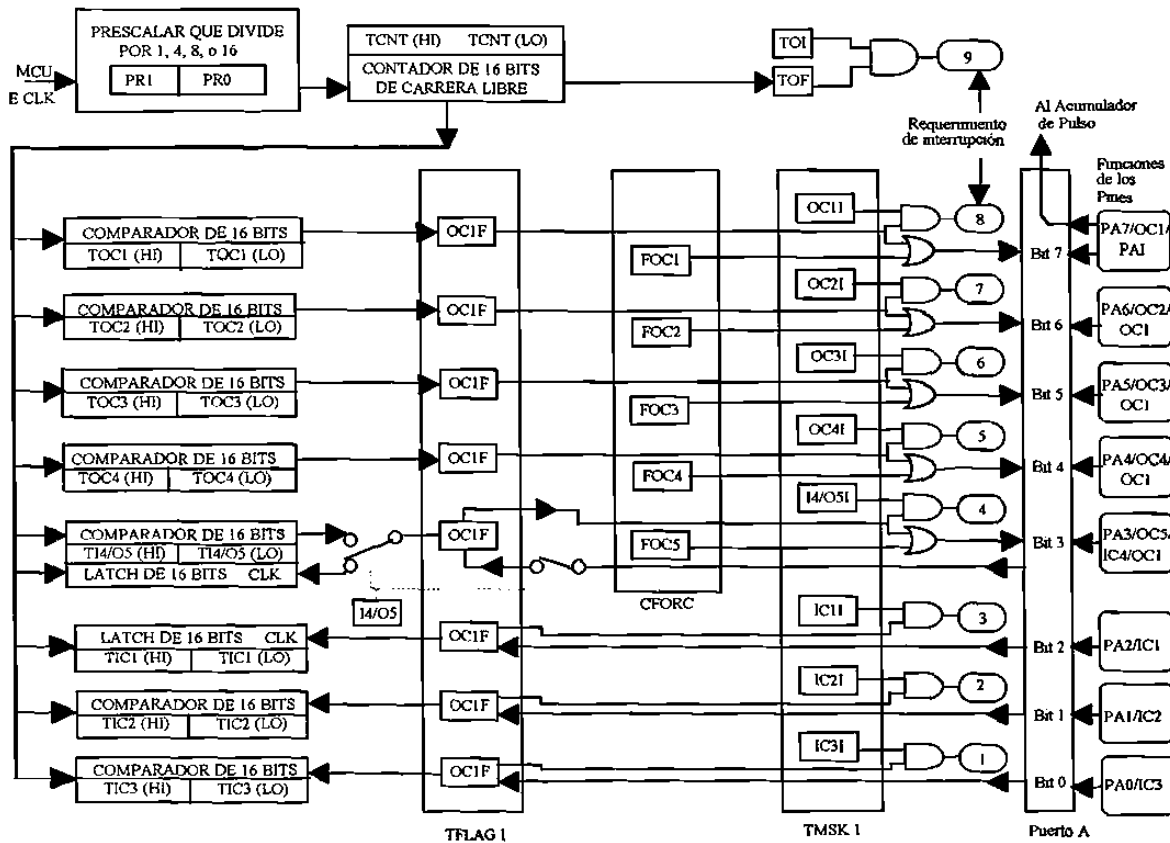 PRESCALAR QUE DIVIDE
POR 1, 4, 8, o 16
PR1 PR0
MCU
E CLK
TCNT (HI) TCNT (LO)
CONTADOR DE 16 BITS
DE CARRERA LIBRE
TOI
TOF
9
Requerimiento
de interrupción
Al Acumulador
de Pulso
Funciones
de los
Pines
COMPARADOR DE 16 BITS
TOC1 (HI) TOC1 (LO)
OC1F
FOC1
OC1I
8
Bit 7
PA7/OC1/
PAI
COMPARADOR DE 16 BITS
TOC2 (HI) TOC2 (LO)
OC1F
FOC2
OC2I
7
Bit 6
PA6/OC2/
OC1
COMPARADOR DE 16 BITS
TOC3 (HI) TOC3 (LO)
OC1F
FOC3
OC3I
6
Bit 5
PA5/OC3/
OC1
COMPARADOR DE 16 BITS
TOC4 (HI) TOC4 (LO)
OC1F
FOC4
OC4I
5
Bit 4
PA4/OC4/
OC1
COMPARADOR DE 16 BITS
TI4/O5 (HI) TI4/O5 (LO)
LATCH DE 16 BITS CLK
I4/O5
OC1F
FOC5
CFORC
I4/O5I
4
Bit 3
PA3/OC5/
IC4/OC1
LATCH DE 16 BITS CLK
TIC1 (HI) TIC1 (LO)
OC1F
IC1I
3
Bit 2
PA2/IC1
COMPARADOR DE 16 BITS
TIC2 (HI) TIC2 (LO)
OC1F
IC2I
2
Bit 1
PA1/IC2
COMPARADOR DE 16 BITS
TIC3 (HI) TIC3 (LO)
OC1F
IC3I
1
Bit 0
PA0/IC3
TFLAG 1
TMSK 1
Puerto A